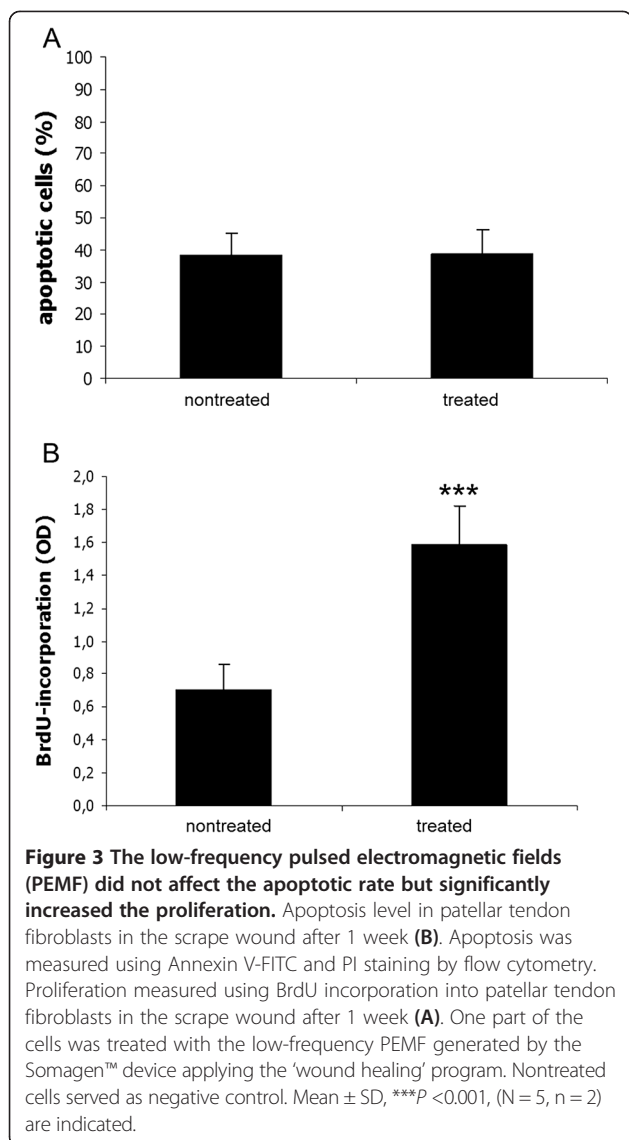 A
apoptotic cells (%)
100
90
80
70
60
50
40
30
20
10
0
nontreated treated
B
BrdU-incorporation (OD)
2,0
1,8
1,6
1,4
1,2
1,0
0,8
0,6
0,4
0,2
0,0
***
nontreated treated
Figure 3 The low-frequency pulsed electromagnetic fields
(PEMF) did not affect the apoptotic rate but significantly
increased the proliferation. Apoptosis level in patellar tendon
fibroblasts in the scrape wound after 1 week (B). Apoptosis was
measured using Annexin V-FITC and PI staining by flow cytometry.
Proliferation measured using BrdU incorporation into patellar tendon
fibroblasts in the scrape wound after 1 week (A). One part of the
cells was treated with the low-frequency PEMF generated by the
Somagen™ device applying the ‘wound healing’ program. Nontreated
cells served as negative control. Mean ± SD, ***P <0.001, (N = 5, n = 2)
are indicated.